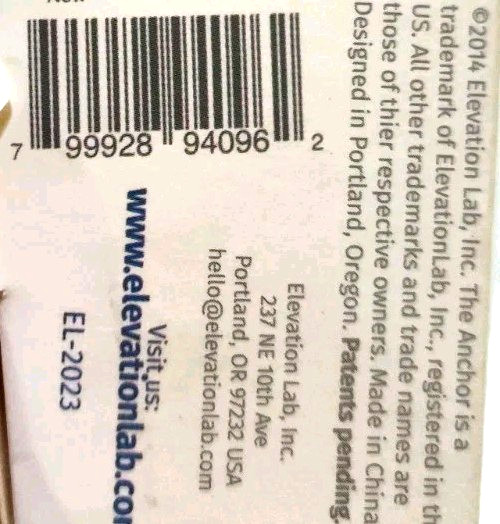 7 99928 94096 2
©2014 Elevation Lab, Inc. The Anchor is a
trademark of ElevationLab, Inc., registered in
US. All other trademarks and trade names are
those of thier respective owners. Made in China
Designed in Portland, Oregon. Patents pending.
Elevation Lab, Inc.
237 NE 10th Ave
Portland, OR 97232 USA
hello@elevationlab.com
Visit us:
www.elevationlab.co
EL-2023